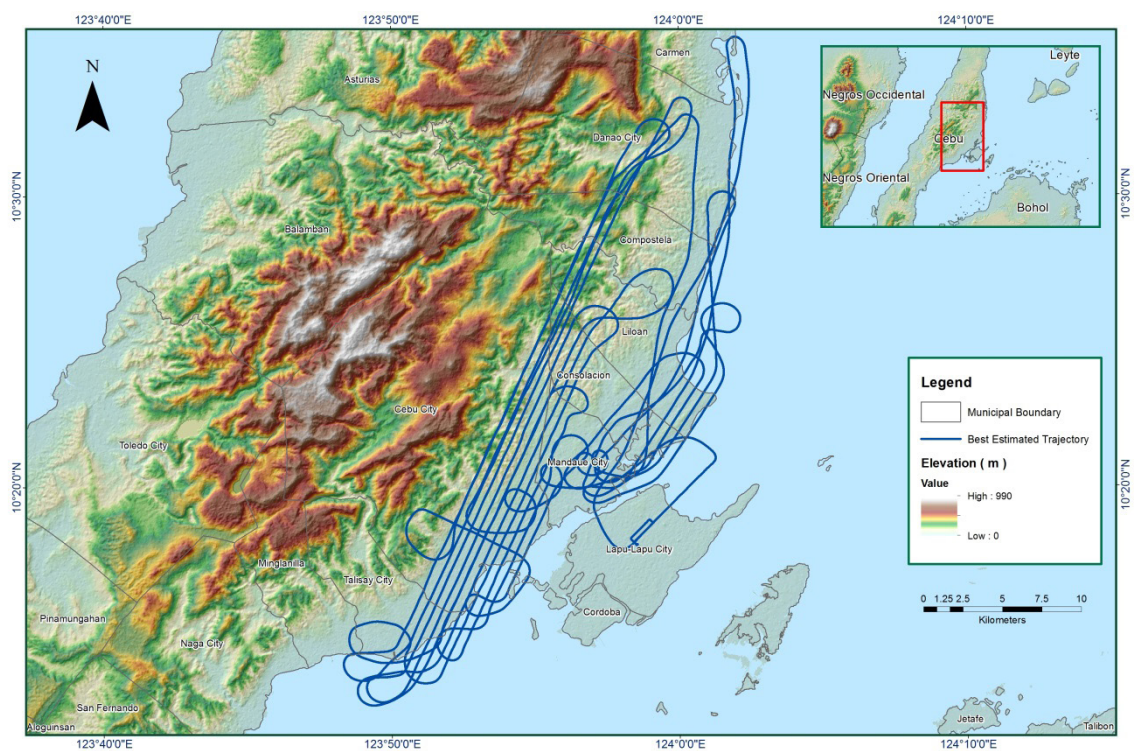 123°40'0"E
123°50'0"E
124°0'0"E
124°10'0"E
N
Carmen
Asturias
Danao City
Leyte
Negros Occidental
Cebu
Negros Oriental
Bohol
10°30'0"N
10°30'0"N
Balamban
Compostela
Liloan
Consolacion
Cebu City
Toledo City
Mandaue City
10°20'0"N
10°20'0"N
Lapu-Lapu City
Minglanilla
Talisay City
Cordoba
Pinamungahan
Naga City
San Fernando
Aloguinsan
Jetafe
Talibon
Legend
Municipal Boundary
Best Estimated Trajectory
Elevation ( m )
Value
High : 990
Low : 0
0 1.25 2.5 5 7.5 10
Kilometers
123°40'0"E
123°50'0"E
124°0'0"E
124°10'0"E